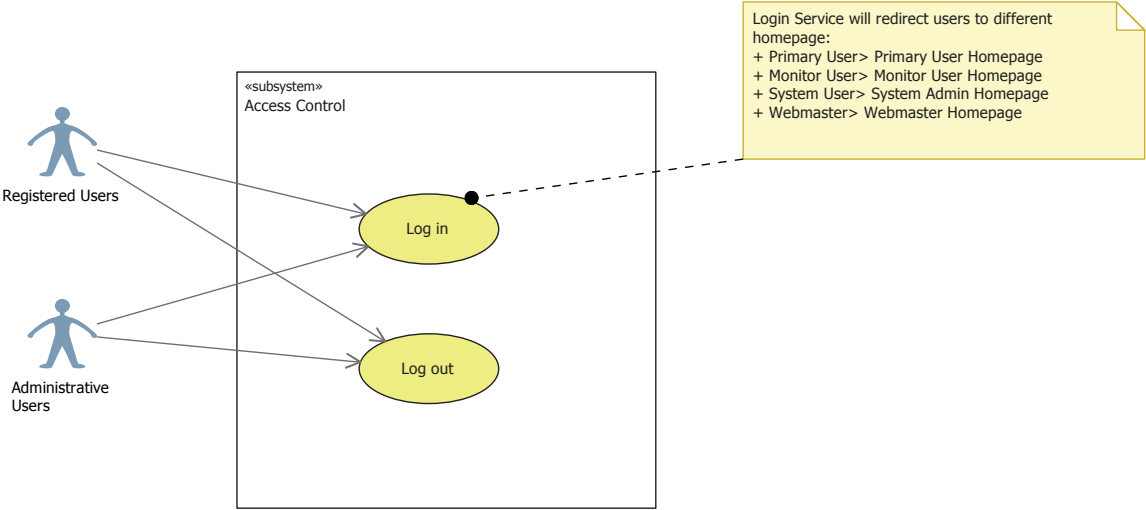 Login Service will redirect users to different
homepage:
+ Primary User> Primary User Homepage
+ Monitor User> Monitor User Homepage
+ System User> System Admin Homepage
+ Webmaster> Webmaster Homepage
«subsystem»
Access Control
Registered Users
Log in
Log out
Administrative
Users